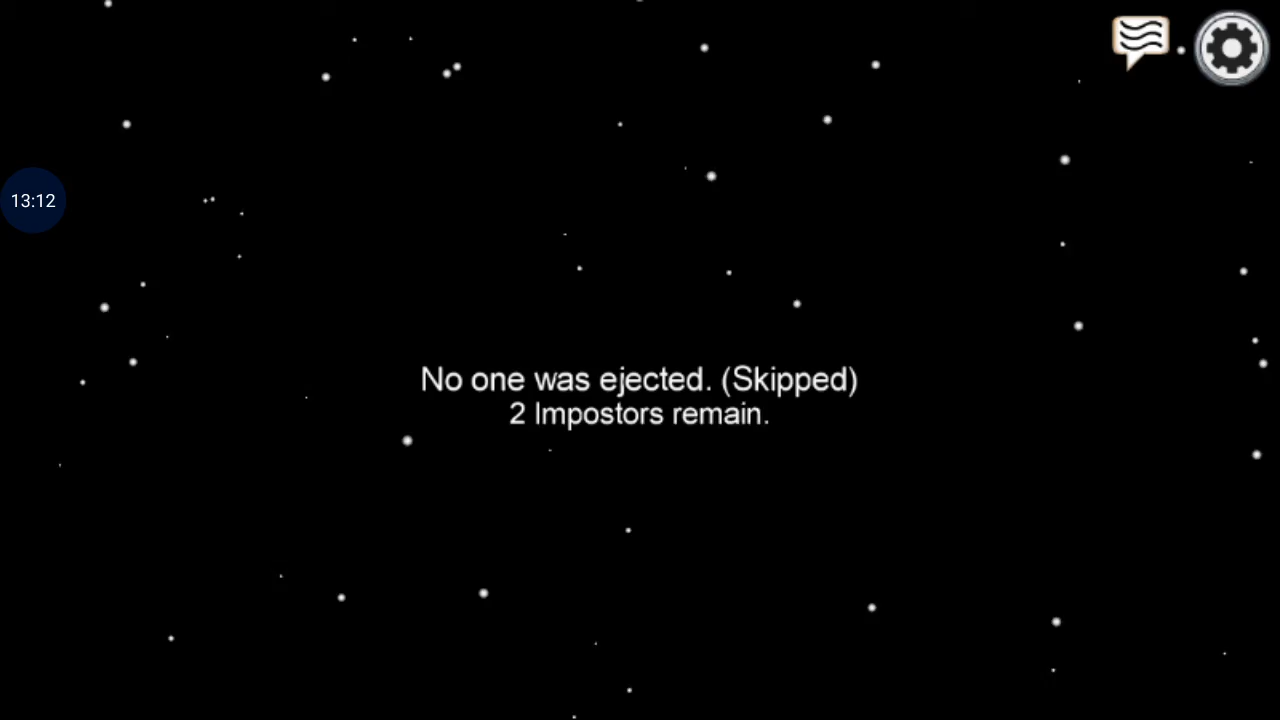 13:12
No one was ejected. (Skipped)
2 Impostors remain.